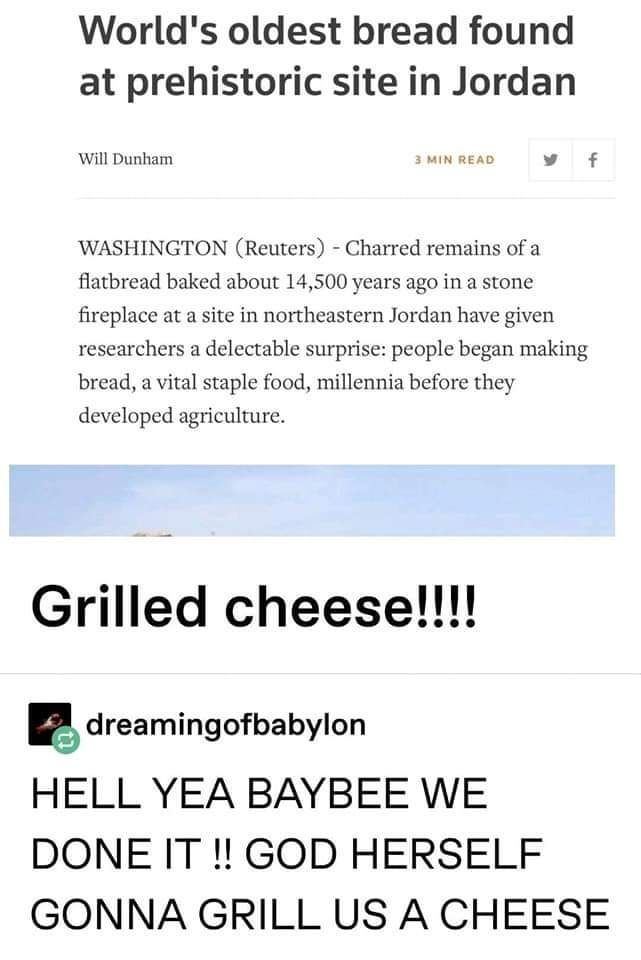 World's oldest bread found
at prehistoric site in Jordan
Will Dunham
3 MIN READ
WASHINGTON (Reuters) - Charred remains of a
flatbread baked about 14,500 years ago in a stone
fireplace at a site in northeastern Jordan have given
researchers a delectable surprise: people began making
bread, a vital staple food, millennia before they
developed agriculture.
Grilled cheese!!!!
dreamingofbabylon
HELL YEA BAYBEE WE
DONE IT !! GOD HERSELF
GONNA GRILL US A CHEESE